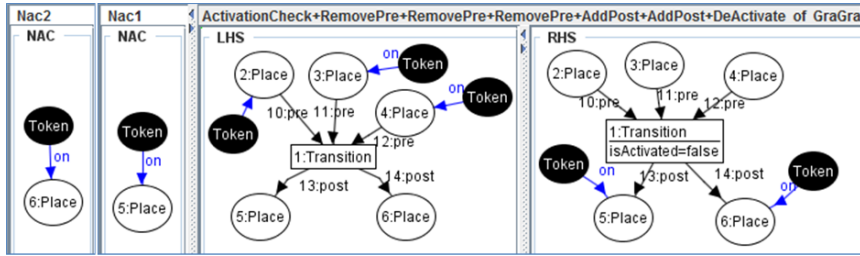 Nac2
Nac1
ActivationCheck+RemovePre+RemovePre+RemovePre+AddPost+AddPost+DeActivate of GraGra
NAC
Token
on
6:Place
NAC
Token
on
5:Place
LHS
2:Place
3:Place
on
Token
4:Place
on
Token
Token
10:pre
11:pre
12:pre
1:Transition
13:post
14:post
5:Place
6:Place
RHS
2:Place
3:Place
4:Place
10:pre
11:pre
12:pre
1:Transition
isActivated=false
Token
on
13:post
14:post
Token
on
5:Place
6:Place